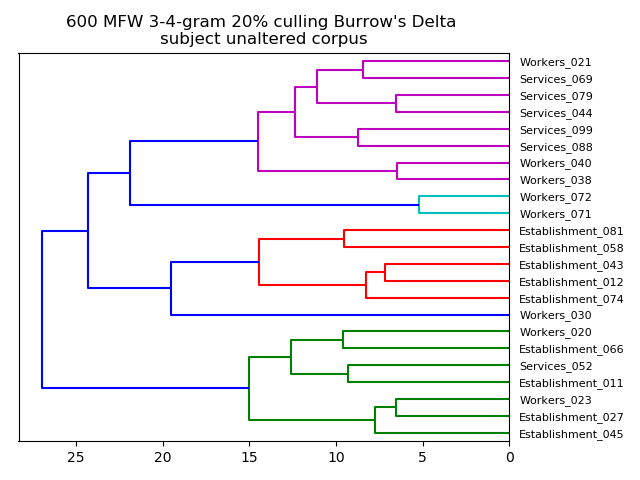 600 MFW 3-4-gram 20% culling Burrow's Delta
subject unaltered corpus
Workers_021
Services_069
Services_079
Services_044
Services_099
Services_088
Workers_040
Workers_038
Workers_072
Workers_071
Establishment_081
Establishment_058
Establishment_043
Establishment_012
Establishment_074
Workers_030
Workers_020
Establishment_066
Services_052
Establishment_011
Workers_023
Establishment_027
Establishment_045
25 20 15 10 5 0